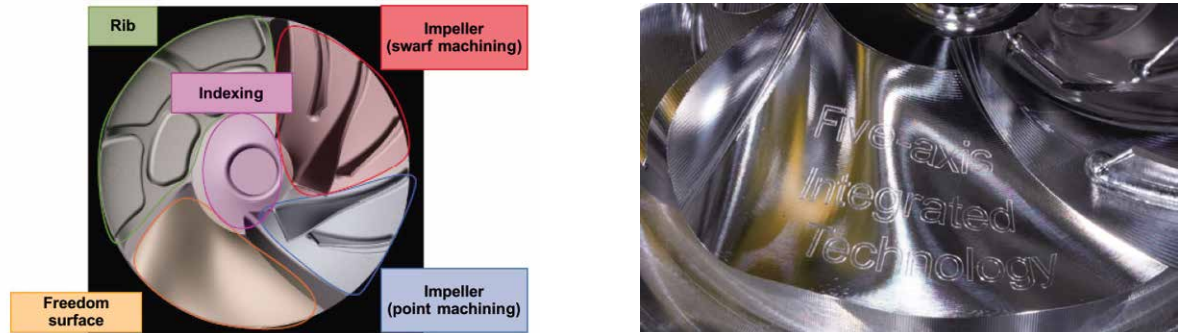 Rib
Impeller
(swarf machining)
Indexing
Freedom
surface
Impeller
(point machining)
Five-axis
Integrated
Technology